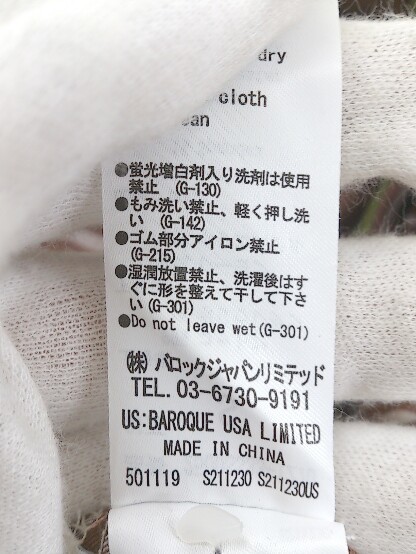 dry
cloth
●蛍光増白剤入り洗剤は使用
禁止 (G-130)
●もみ洗い禁止、軽く押し洗
い (G-142)
●ゴム部分アイロン禁止
(G-215)
●湿潤放置禁止、洗濯後はす
ぐに形を整えて干して下さ
い(G-301)
●Do not leave wet(G-301)
㈱ バロックジャパンリミテッド
TEL. 03-6730-9191
US:BAROQUE USA LIMITED
MADE IN CHINA
501119 S211230 S211230US